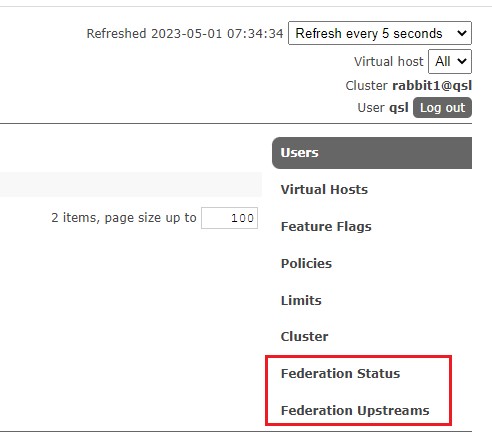 Refreshed 2023-05-01 07:34:34 Refresh every 5 seconds
Virtual host All
Cluster rabbit1@qsl
User qsl Log out
Users
Virtual Hosts
2 items, page size up to 100
Feature Flags
Policies
Limits
Cluster
Federation Status
Federation Upstreams